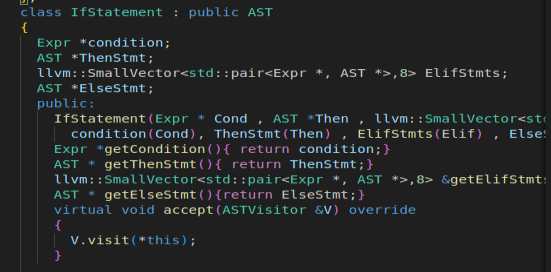 };
class IfStatement : public AST
{
Expr *condition;
AST *ThenStmt;
llvm::SmallVector<std::pair<Expr *, AST *>,8> ElifStmts;
AST *ElseStmt;
public:
IfStatement(Expr * Cond , AST *Then , llvm::SmallVector<std
condition(Cond), ThenStmt(Then) , ElifStmts(Elif) , ElseS
Expr *getCondition(){ return condition;}
AST * getThenStmt(){ return ThenStmt;}
llvm::SmallVector<std::pair<Expr *, AST *>,8> &getElifStmts
AST * getElseStmt(){return ElseStmt;}
virtual void accept(ASTVisitor &V) override
{
V.visit(*this);
}